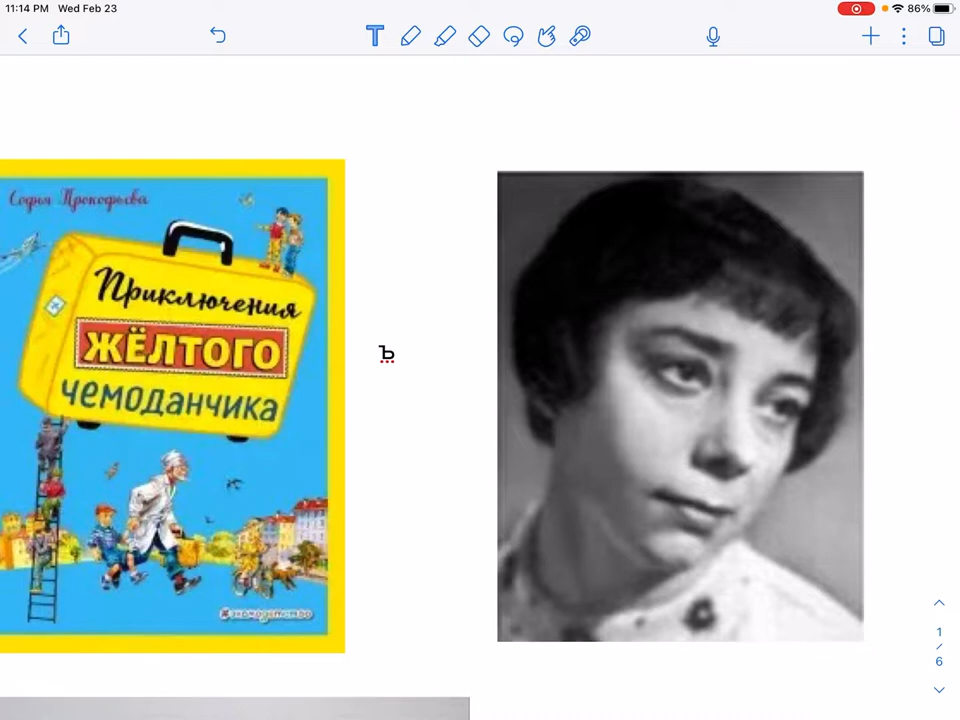 11:14 PM Wed Feb 23
86%
Софья Прокофьева
Приключения
ЖЁЛТОГО
чемоданчика
Ъ
1
/
6